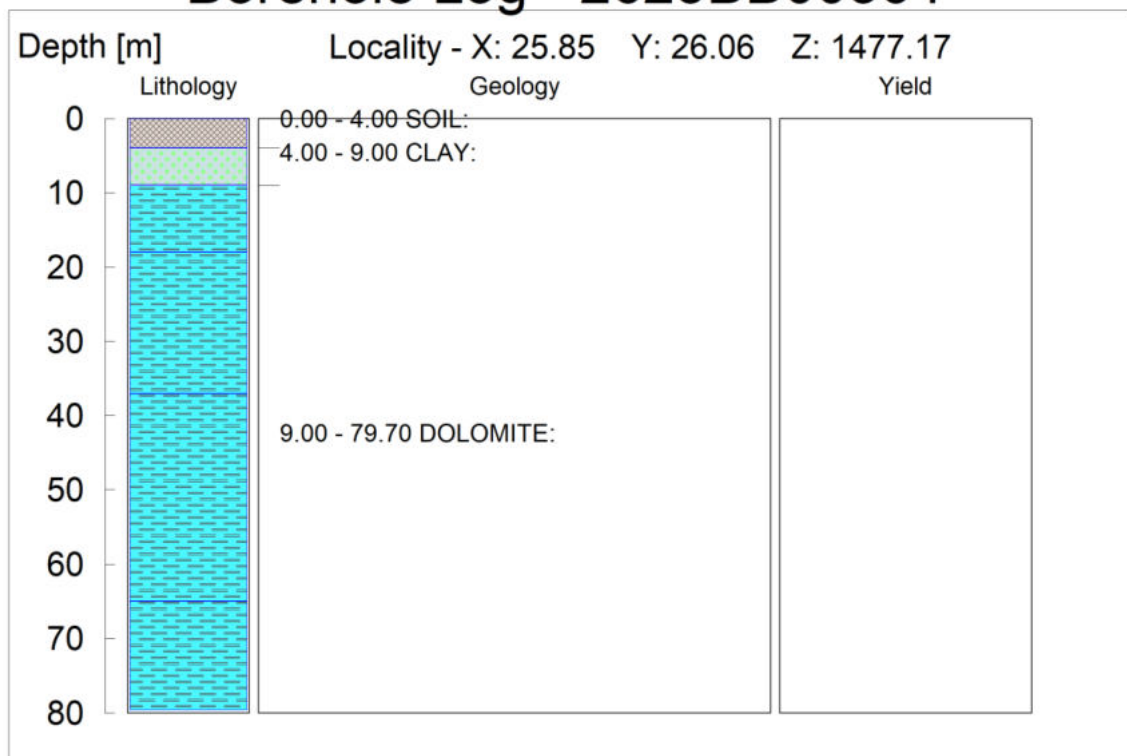 Depth [m] Locality - X: 25.85 Y: 26.06 Z: 1477.17
Lithology Geology Yield
0
0.00 - 4.00 SOIL:
4.00 - 9.00 CLAY:
10
20
30
40
9.00 - 79.70 DOLOMITE:
50
60
70
80